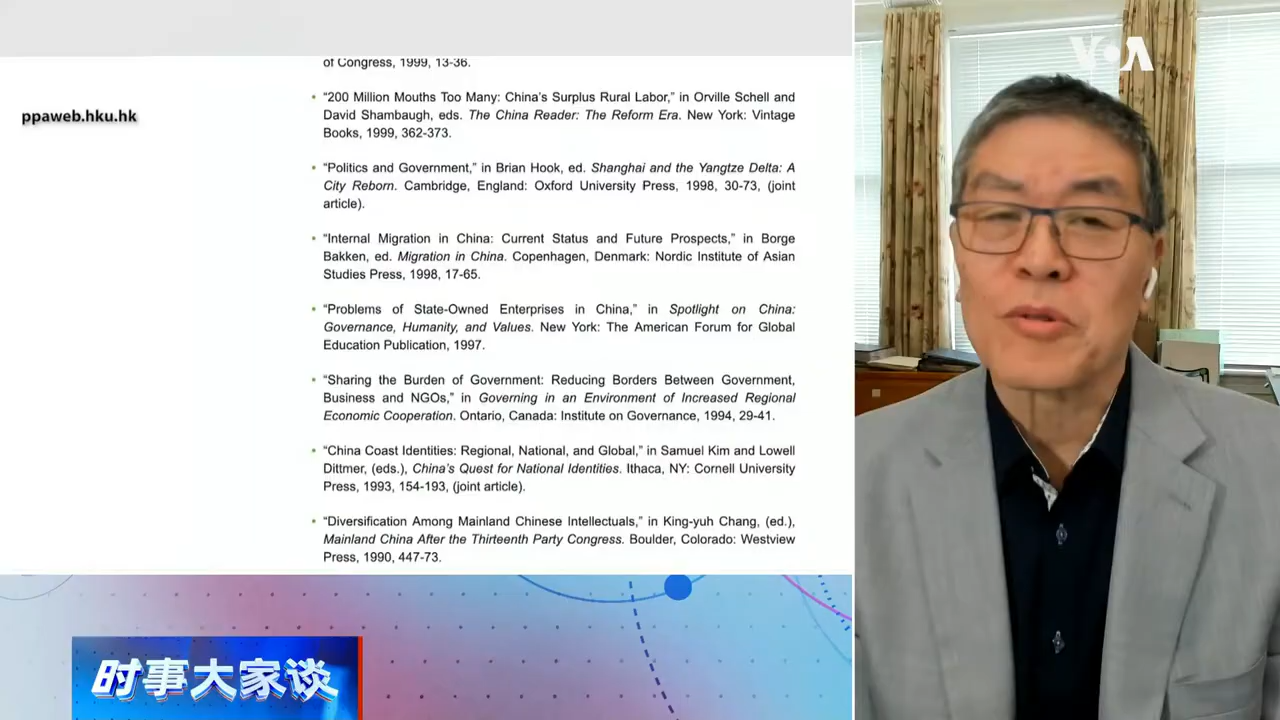 of Congress, 1999, 13-36.
VOA
ppaweb.hku.hk
• “200 Million Mouths Too Many: China’s Surplus Rural Labor,” in Orville Schell and
David Shambaugh, eds. The China Reader: The Reform Era. New York: Vintage
Books, 1999, 362-373.
• “Politics and Government,” in Brian Hook, ed. Shanghai and the Yangtze Delta: A
City Reborn. Cambridge, England: Oxford University Press, 1998, 30-73, (joint
article).
• “Internal Migration in China: Current Status and Future Prospects,” in Borge
Bakken, ed. Migration in China. Copenhagen, Denmark: Nordic Institute of Asian
Studies Press, 1998, 17-65.
• “Problems of State-Owned Enterprises in China,” in Spotlight on China:
Governance, Humanity, and Values. New York: The American Forum for Global
Education Publication, 1997.
• “Sharing the Burden of Government: Reducing Borders Between Government,
Business and NGOs,” in Governing in an Environment of Increased Regional
Economic Cooperation. Ontario, Canada: Institute on Governance, 1994, 29-41.
• “China Coast Identities: Regional, National, and Global,” in Samuel Kim and Lowell
Dittmer, (eds.), China’s Quest for National Identities. Ithaca, NY: Cornell University
Press, 1993, 154-193, (joint article).
• “Diversification Among Mainland Chinese Intellectuals,” in King-yuh Chang, (ed.),
Mainland China After the Thirteenth Party Congress. Boulder, Colorado: Westview
Press, 1990, 447-73.
时事大家谈